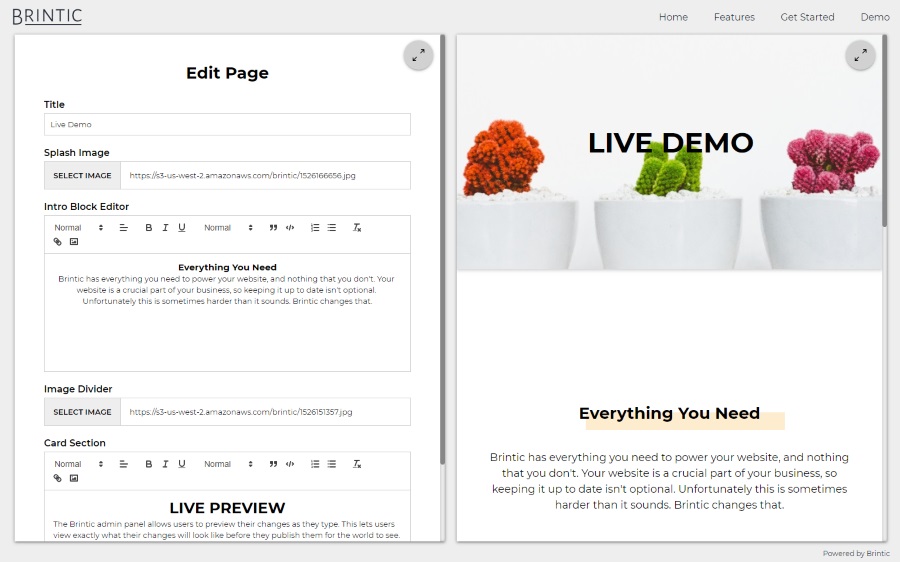 BRINTIC
Home Features Get Started Demo
Edit Page
Title
Live Demo
Splash Image
SELECT IMAGE https://s3-us-west-2.amazonaws.com/brintic/1526166656.jpg
Intro Block Editor
Normal B I U Normal
Everything You Need
Brintic has everything you need to power your website, and nothing that you don't. Your
website is a crucial part of your business, so keeping it up to date isn't optional.
Unfortunately this is sometimes harder than it sounds. Brintic changes that.
Image Divider
SELECT IMAGE https://s3-us-west-2.amazonaws.com/brintic/1526151357.jpg
Card Section
Normal B I U Normal
LIVE PREVIEW
The Brintic admin panel allows users to preview their changes as they type. This lets users
view exactly what their changes will look like before they publish them for the world to see.
LIVE DEMO
Everything You Need
Brintic has everything you need to power your website, and nothing
that you don't. Your website is a crucial part of your business, so
keeping it up to date isn't optional. Unfortunately this is sometimes
harder than it sounds. Brintic changes that.
Powered by Brintic